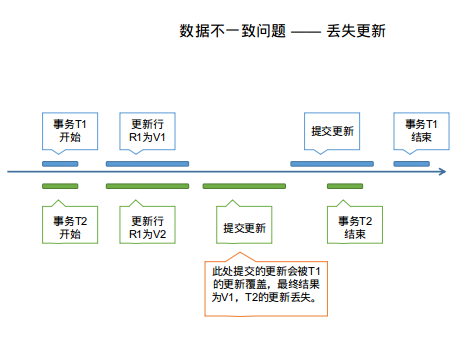 数据不一致问题 —— 丢失更新
事务T1
开始
更新行
R1为V1
提交更新
事务T1
结束
事务T2
开始
更新行
R1为V2
提交更新
事务T2
结束
此处提交的更新会被T1
的更新覆盖，最终结果
为V1，T2的更新丢失。